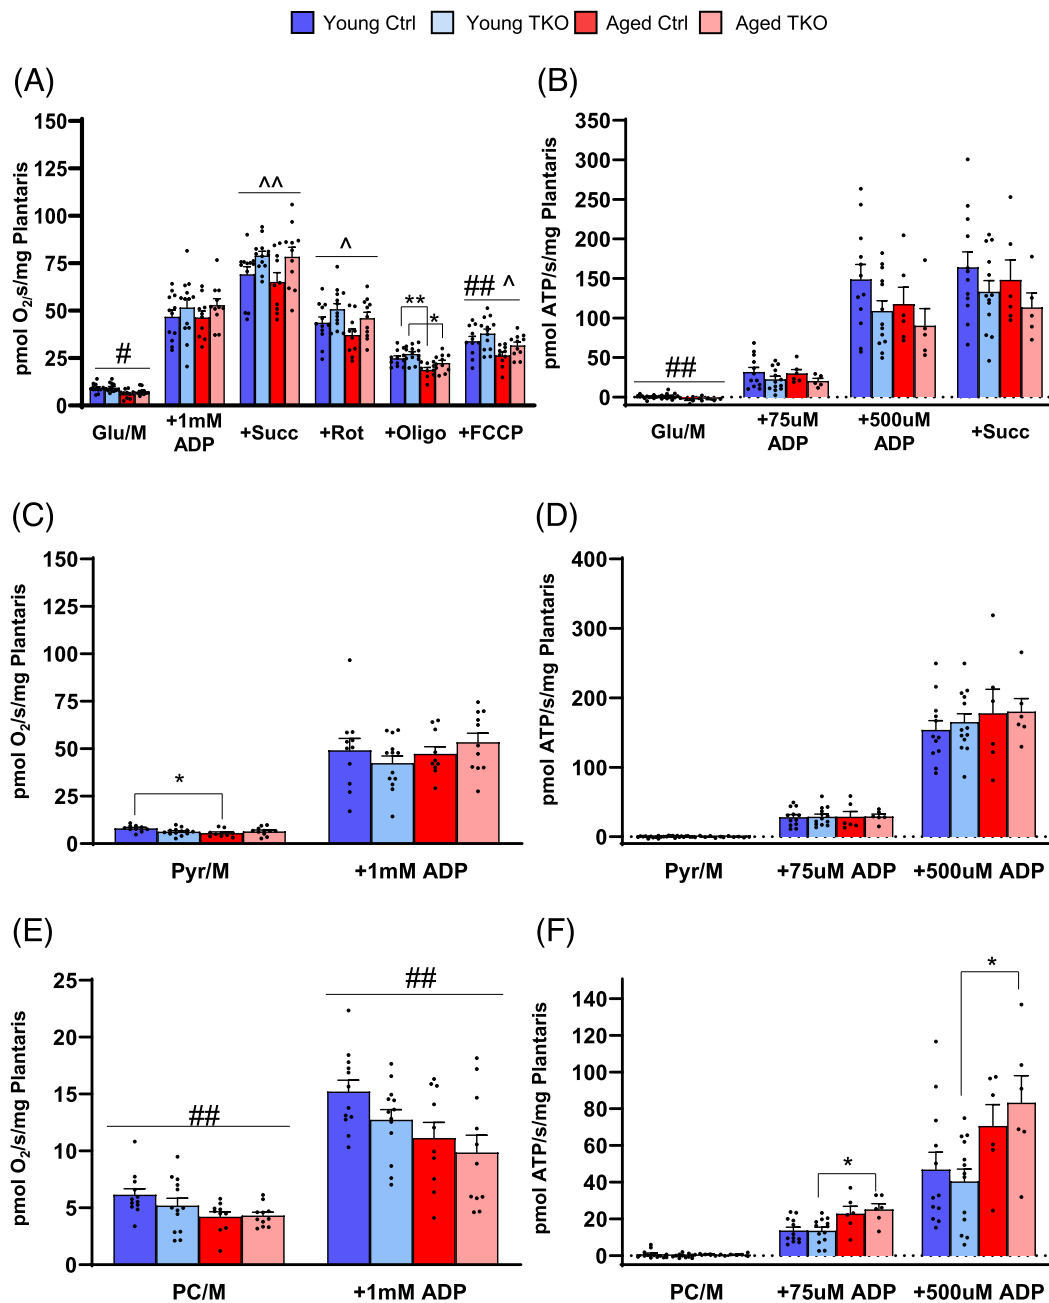 Young Ctrl Young TKO Aged Ctrl Aged TKO
(A)
pmol O₂/s/mg Plantaris
150
125
100
75
50
25
0
#
^^
^
**
*
## ^
Glu/M +1mM ADP +Succ +Rot +Oligo +FCCP
(B)
pmol ATP/s/mg Plantaris
350
300
250
200
150
100
50
0
##
Glu/M +75uM ADP +500uM ADP +Succ
(C)
pmol O₂/s/mg Plantaris
150
125
100
75
50
25
0
*
Pyr/M +1mM ADP
(D)
pmol ATP/s/mg Plantaris
400
300
200
100
0
Pyr/M +75uM ADP +500uM ADP
(E)
pmol O₂/s/mg Plantaris
25
20
15
10
5
0
##
##
PC/M +1mM ADP
(F)
pmol ATP/s/mg Plantaris
140
120
100
80
60
40
20
0
*
*
PC/M +75uM ADP +500uM ADP